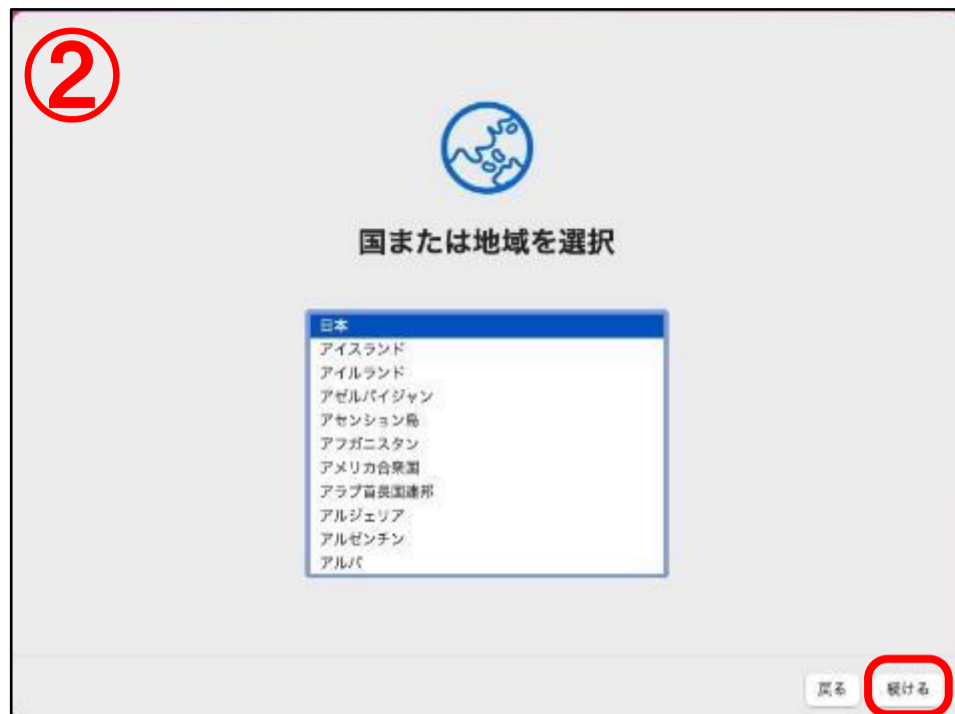 ②
国または地域を選択
日本
アイスランド
アイルランド
アゼルバイジャン
アセンション島
アフガニスタン
アメリカ合衆国
アラブ首長国連邦
アルジェリア
アルゼンチン
アルバ
戻る 続ける